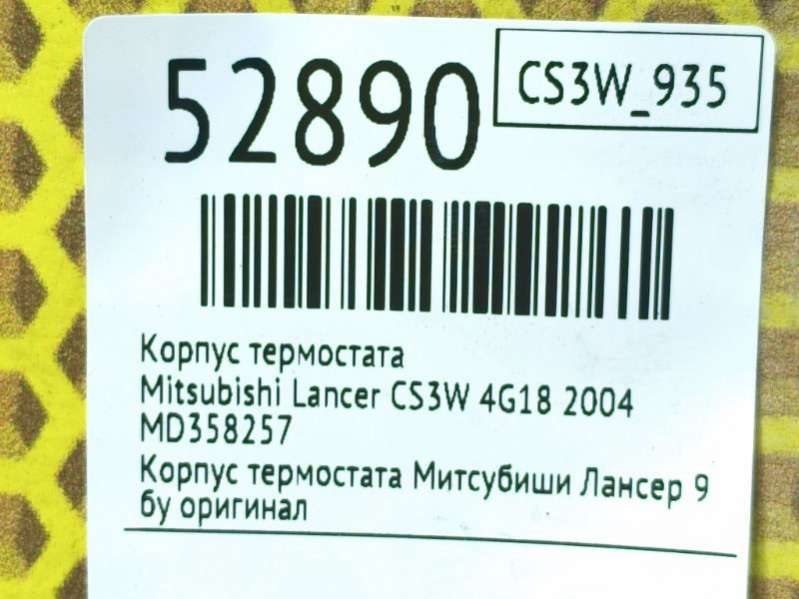 52890
CS3W_935
Корпус термостата
Mitsubishi Lancer CS3W 4G18 2004
MD358257
Корпус термостата Митсубиши Лансер 9
бу оригинал